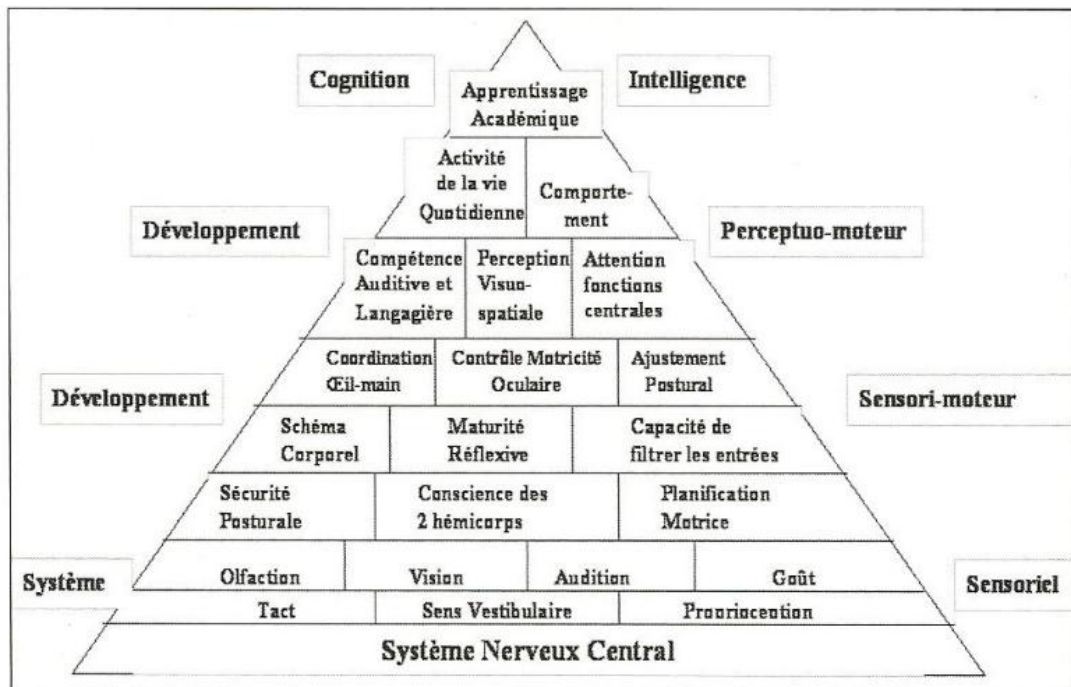 Cognition
Intelligence
Apprentissage
Académique
Activité
de la vie
Quotidienne
Comporte-
ment
Développement
Perceptuo-moteur
Compétence
Auditive et
Langagière
Perception
Visuo-
spatiale
Attention
fonctions
centrales
Coordination
Œil-main
Contrôle Motricité
Oculaire
Ajustement
Postural
Développement
Sensori-moteur
Schéma
Corporel
Maturité
Réflexive
Capacité de
filtrer les entrées
Sécurité
Posturale
Conscience des
2 hémicorps
Planification
Motrice
Système
Sensoriel
Olfaction
Vision
Audition
Goût
Tact
Sens Vestibulaire
Proprioception
Système Nerveux Central